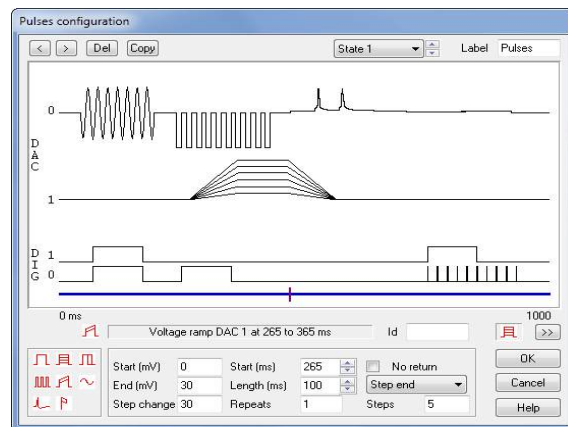 Pulses configuration
< > Del Copy State 1 Label Pulses
0
D
A
C
1
D 1
I
G 0
0 ms 1000
Voltage ramp DAC 1 at 265 to 365 ms Id >>
Start (mV) 0 Start (ms) 265 No return OK
End (mV) 30 Length (ms) 100 Step end Cancel
Step change 30 Repeats 1 Steps 5 Help